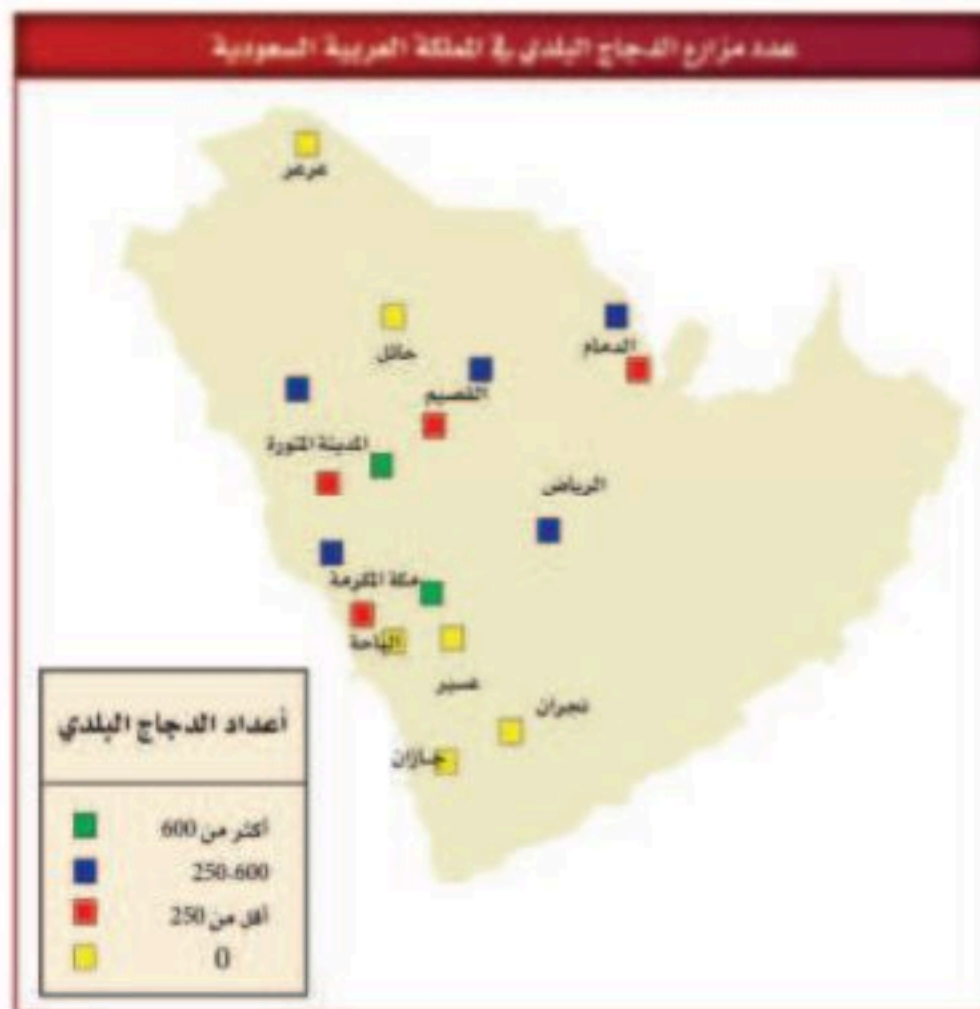 عدد مزارع الدجاج البلدي في المملكة العربية السعودية
عرعر
حائل
الدمام
القصيم
المدينة المنورة
الرياض
مكة المكرمة
الباحة
عسير
نجران
جازان
أعداد الدجاج البلدي
أكثر من 600
250-600
أقل من 250
0